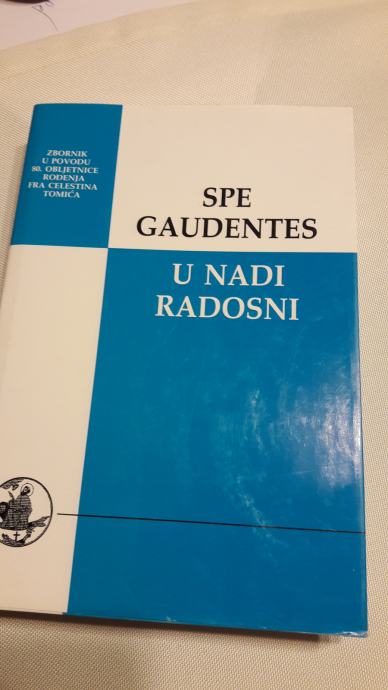 ZBORNIK
U POVODU
80. OBLJETNICE
ROĐENJA
FRA CELESTINA
TOMIĆA
SPE
GAUDENTES
U NADI
RADOSNI